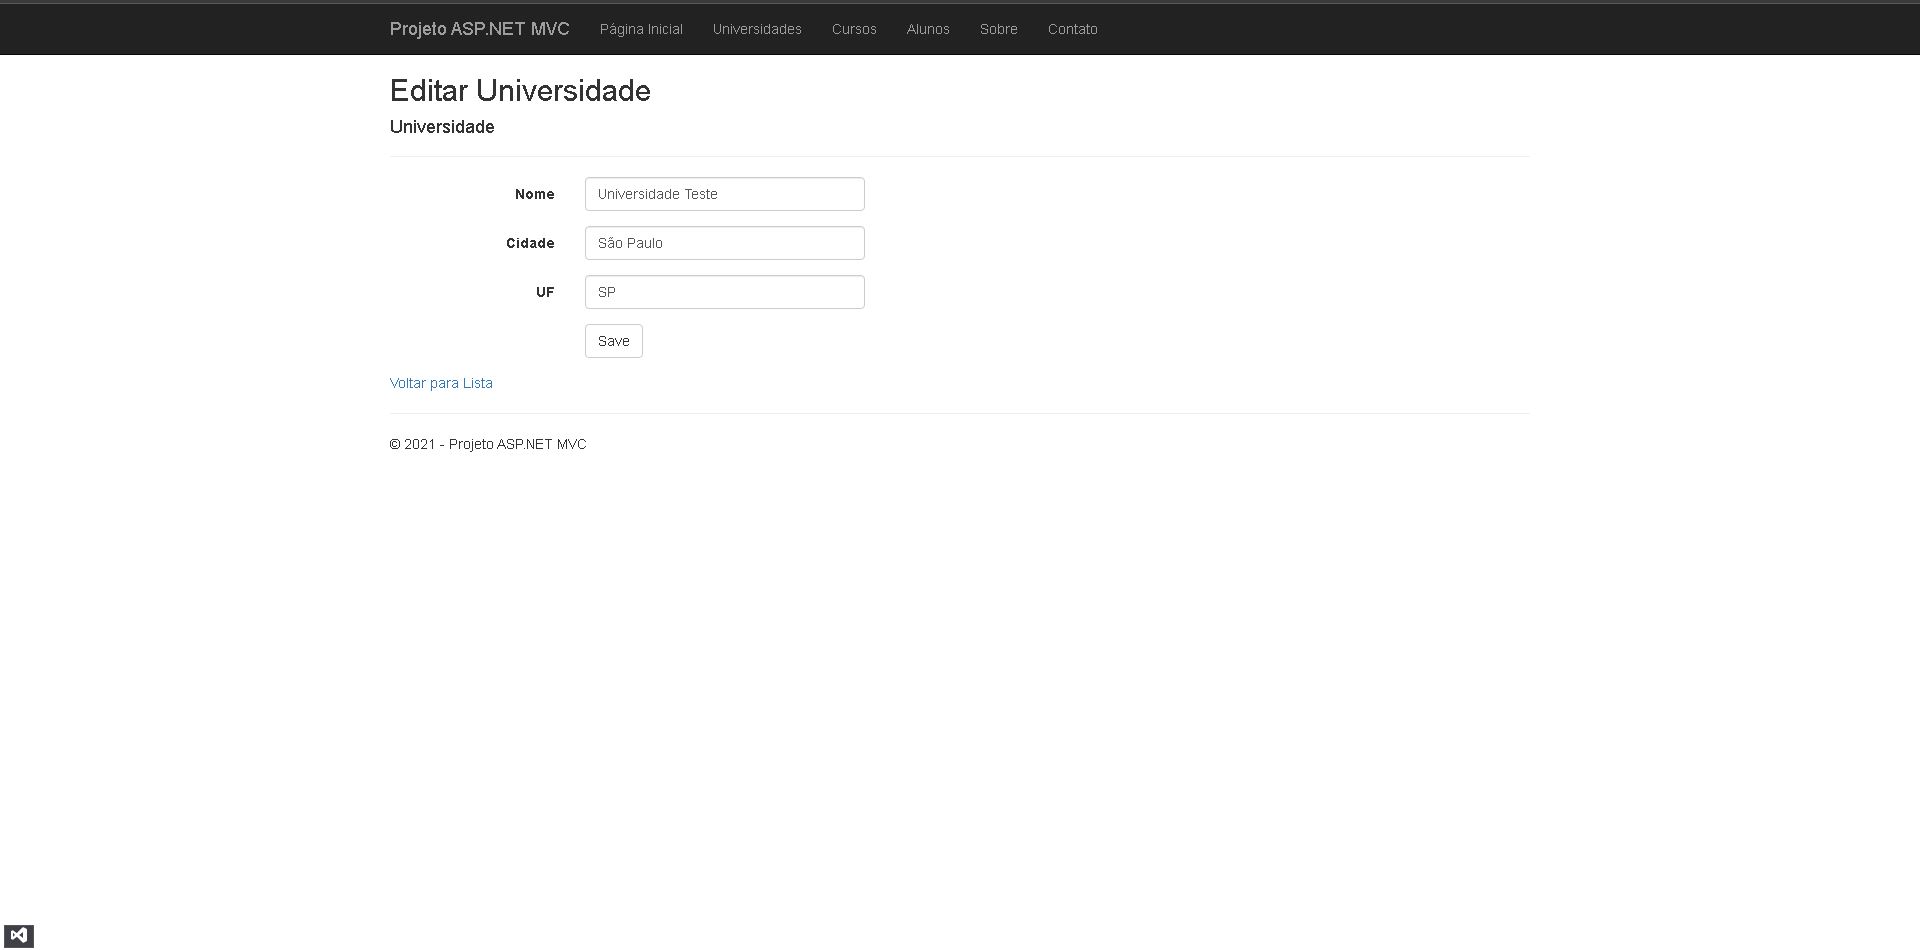 Projeto ASP.NET MVC Página Inicial Universidades Cursos Alunos Sobre Contato
Editar Universidade
Universidade
Nome Universidade Teste
Cidade São Paulo
UF SP
Save
Voltar para Lista
© 2021 - Projeto ASP.NET MVC